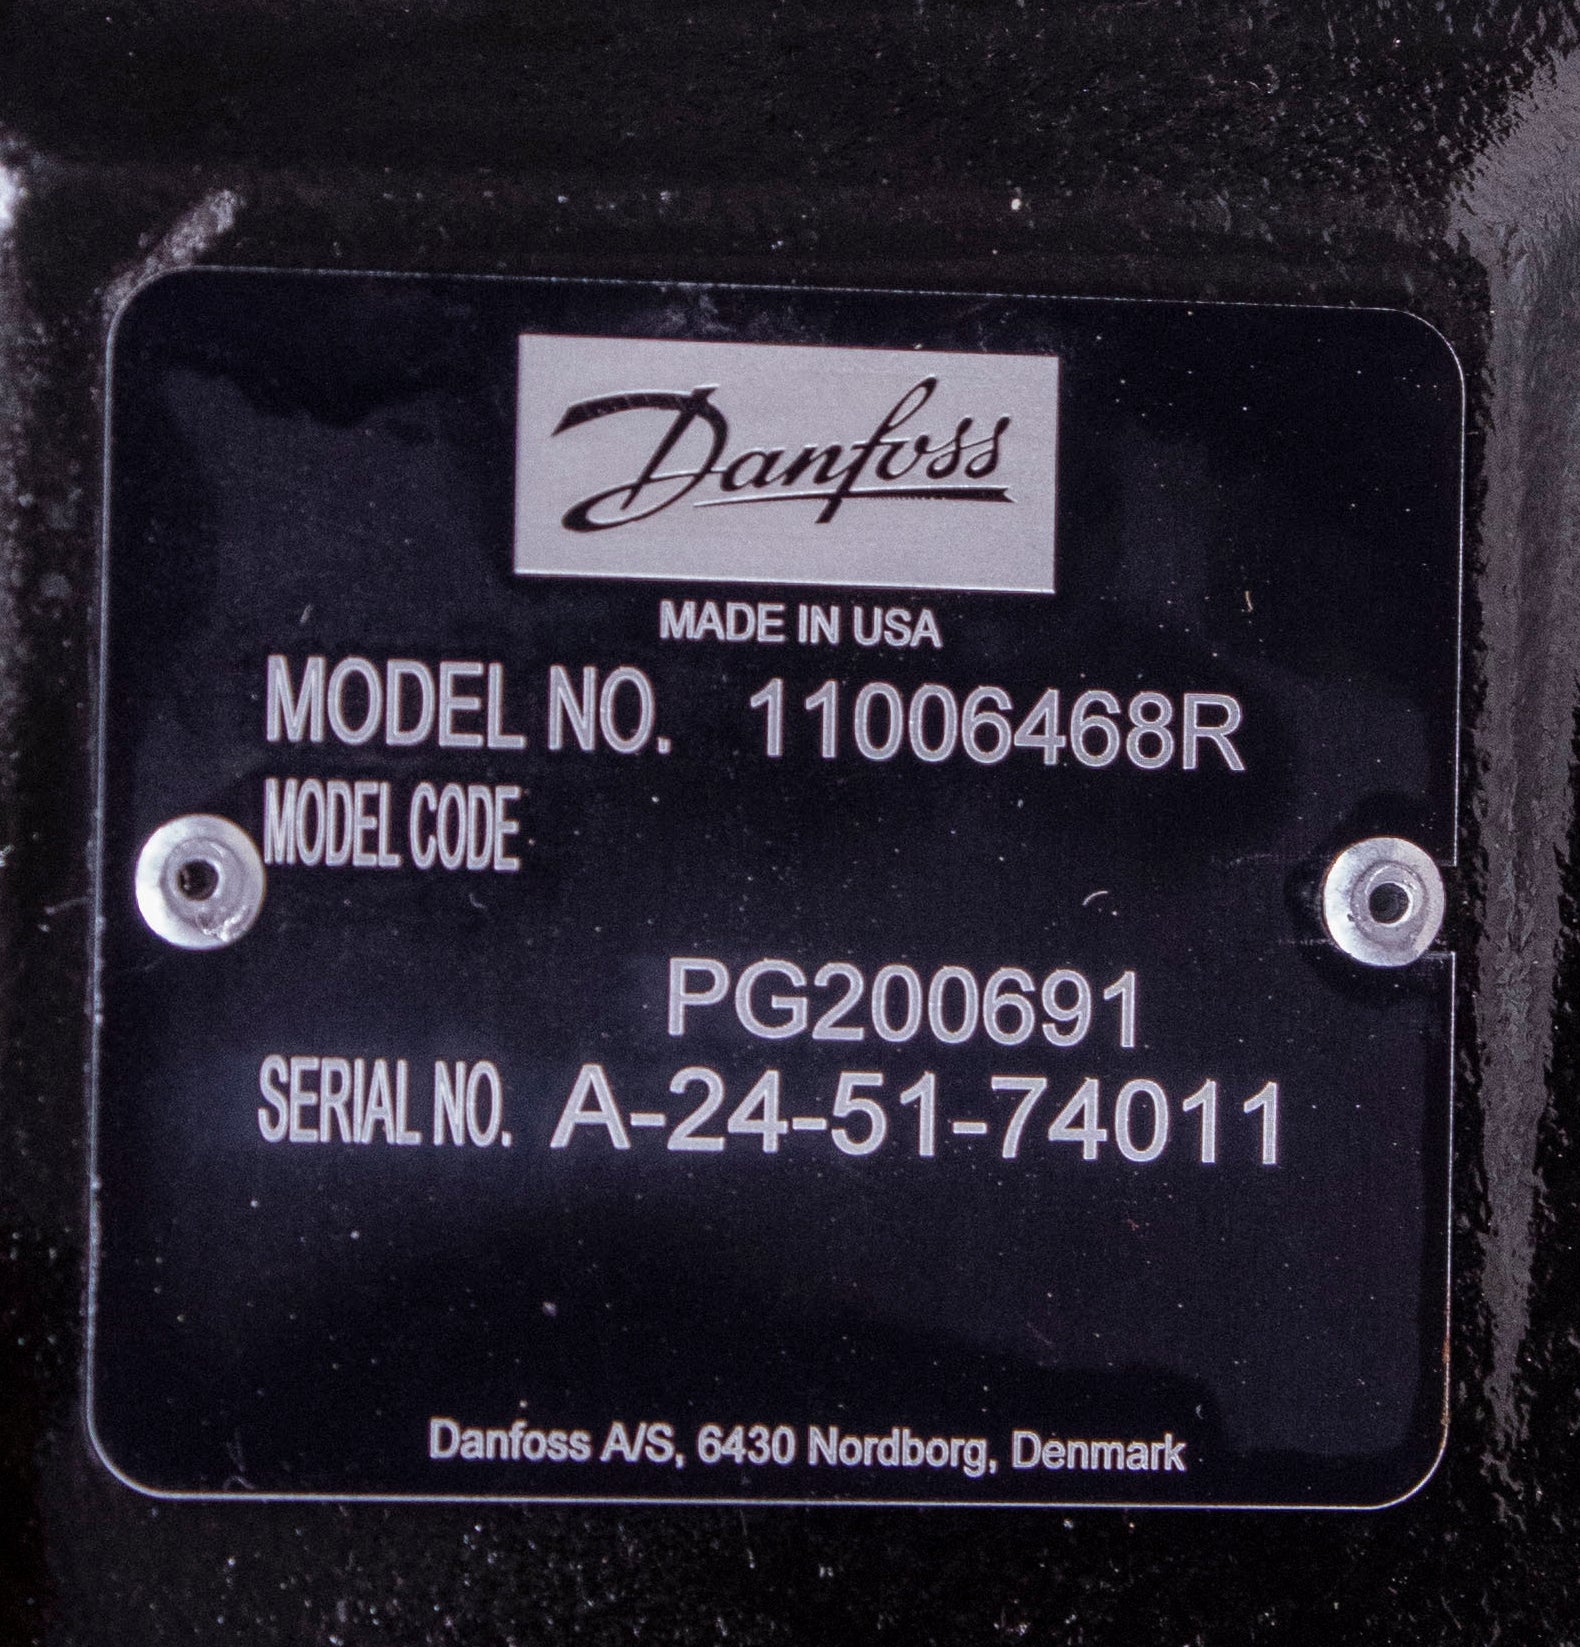 Danfoss
MADE IN USA
MODEL NO. 11006468R
MODEL CODE
PG200691
SERIAL NO. A-24-51-74011
Danfoss A/S, 6430 Nordborg, Denmark